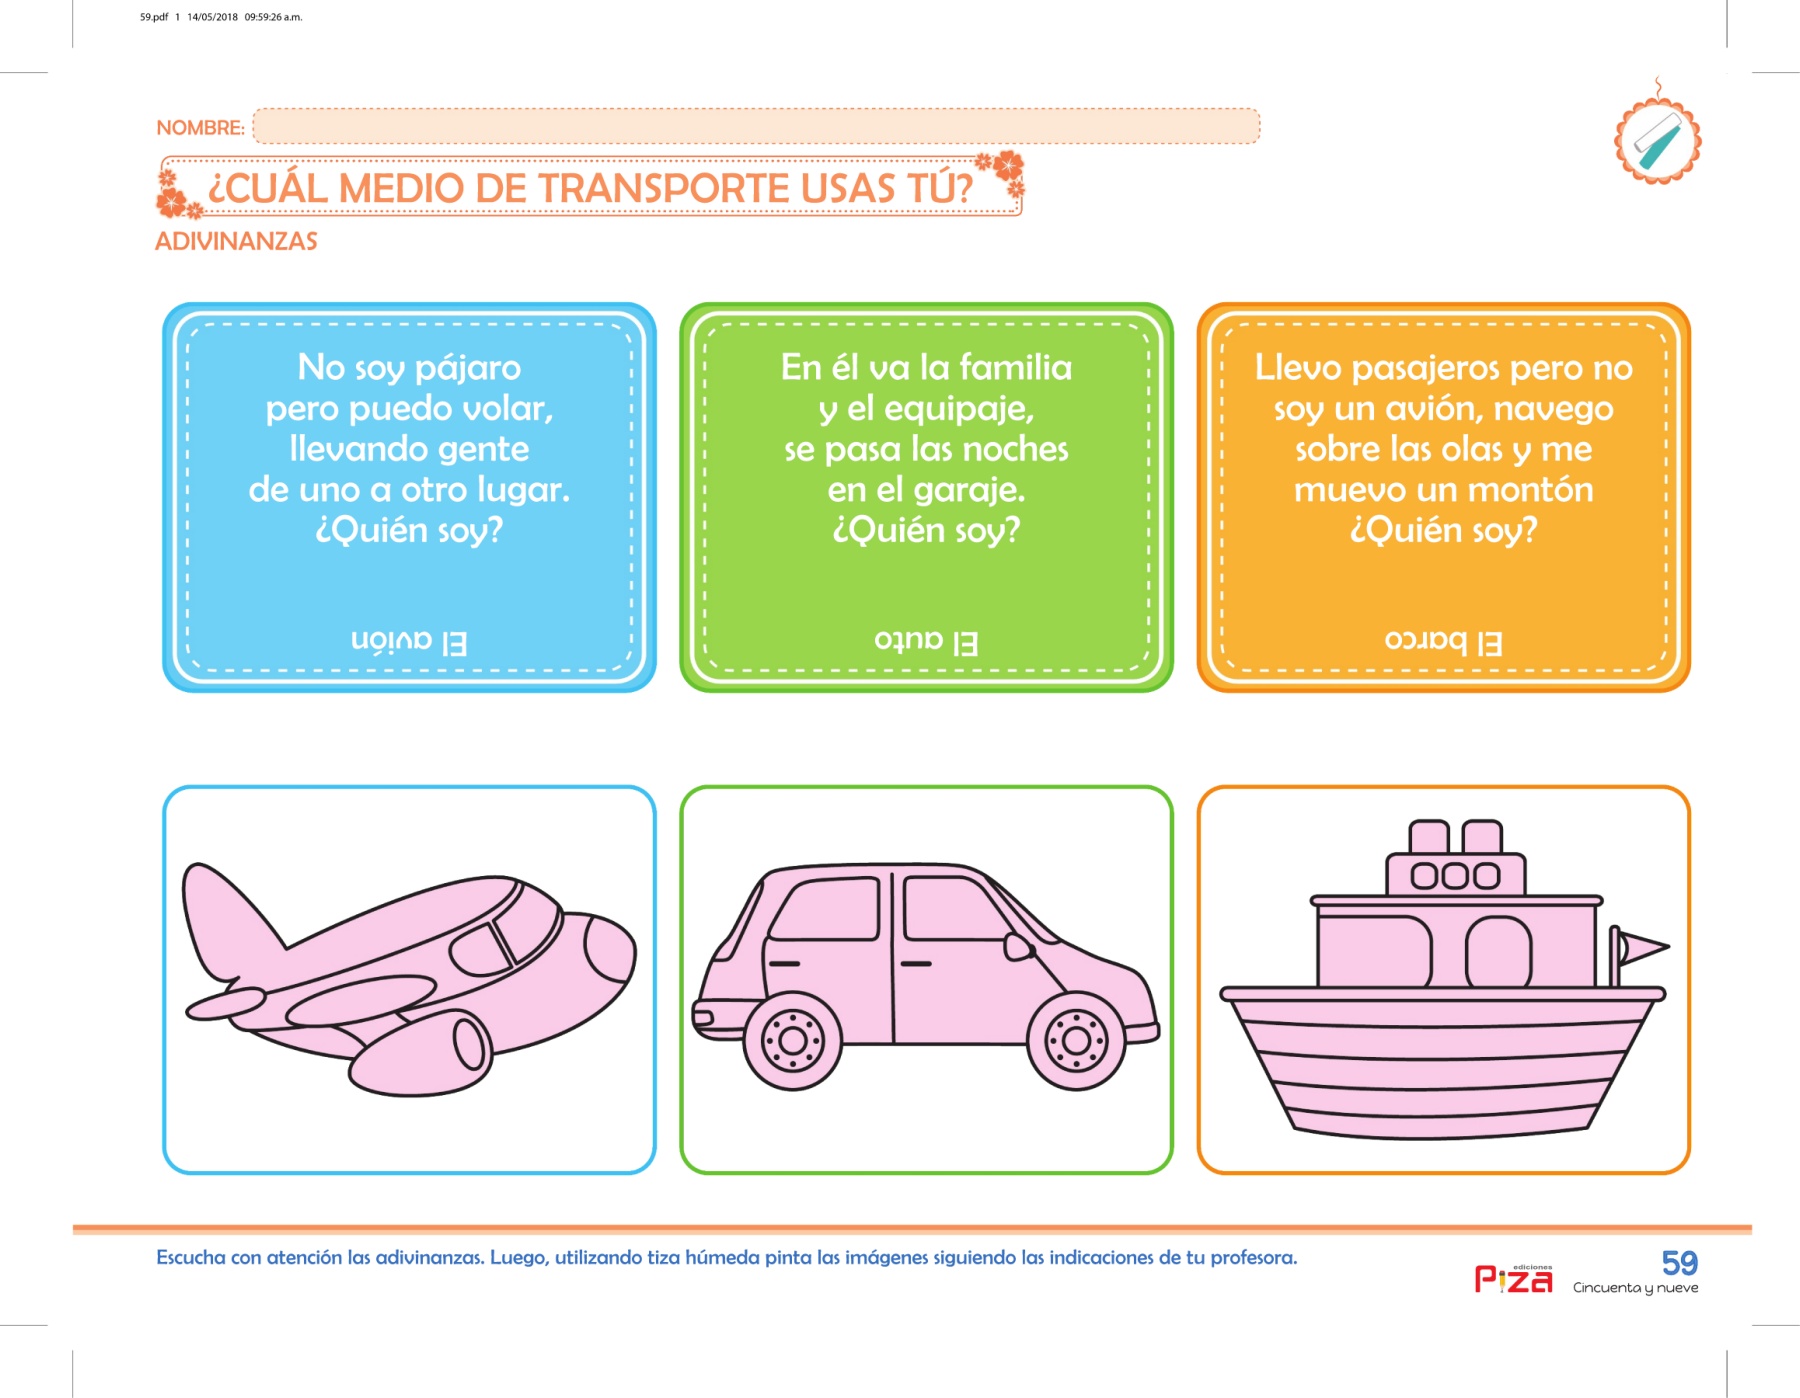 59.pdf 1 14/05/2018 09:59:26 a.m.
NOMBRE:
¿CUÁL MEDIO DE TRANSPORTE USAS TÚ?
ADIVINANZAS
No soy pájaro
pero puedo volar,
llevando gente
de uno a otro lugar.
¿Quién soy?
El avión
En él va la familia
y el equipaje,
se pasa las noches
en el garaje.
¿Quién soy?
El auto
Llevo pasajeros pero no
soy un avión, navego
sobre las olas y me
muevo un montón
¿Quién soy?
El barco
Escucha con atención las adivinanzas. Luego, utilizando tiza húmeda pinta las imágenes siguiendo las indicaciones de tu profesora.
ediciones
Piza
59
Cincuenta y nueve